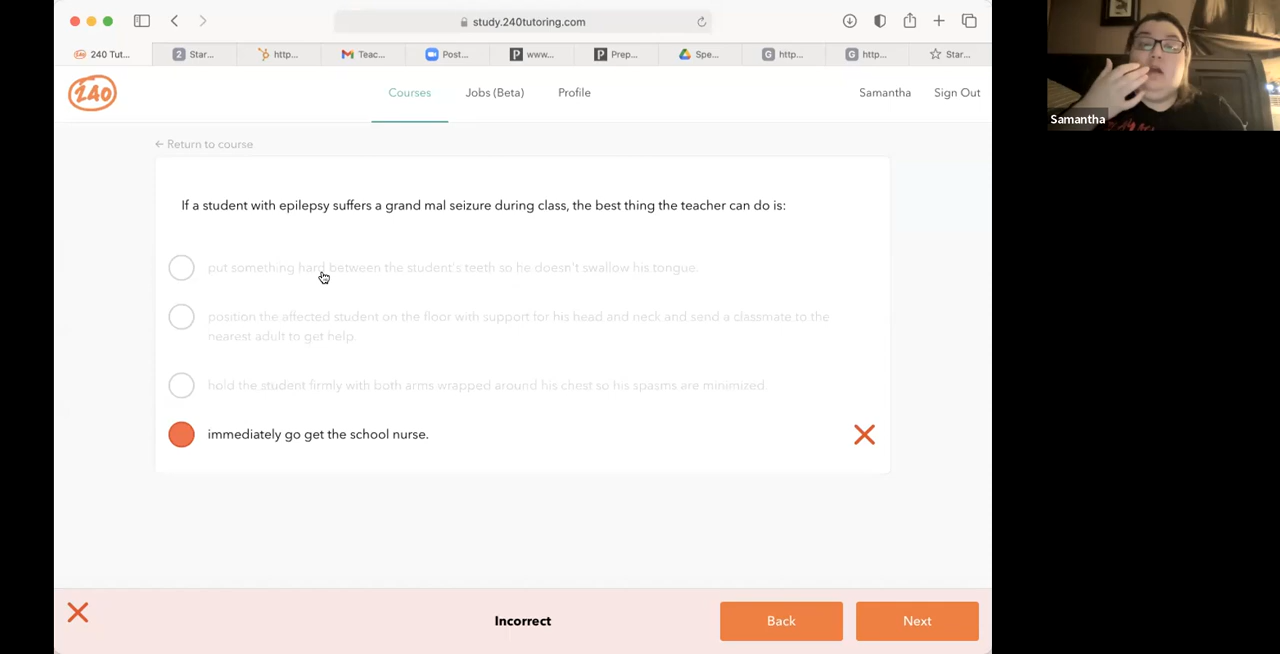 study.240tutoring.com
240 Tut...
2 Star...
http...
Teac...
Post...
P www...
P Prep...
Spe...
G http...
G http...
Star...
240
Courses
Jobs (Beta)
Profile
Samantha
Sign Out
Samantha
← Return to course
If a student with epilepsy suffers a grand mal seizure during class, the best thing the teacher can do is:
put something hard between the student's teeth so he doesn't swallow his tongue.
position the affected student on the floor with support for his head and neck and send a classmate to the
nearest adult to get help.
hold the student firmly with both arms wrapped around his chest so his spasms are minimized.
immediately go get the school nurse.
Incorrect
Back
Next